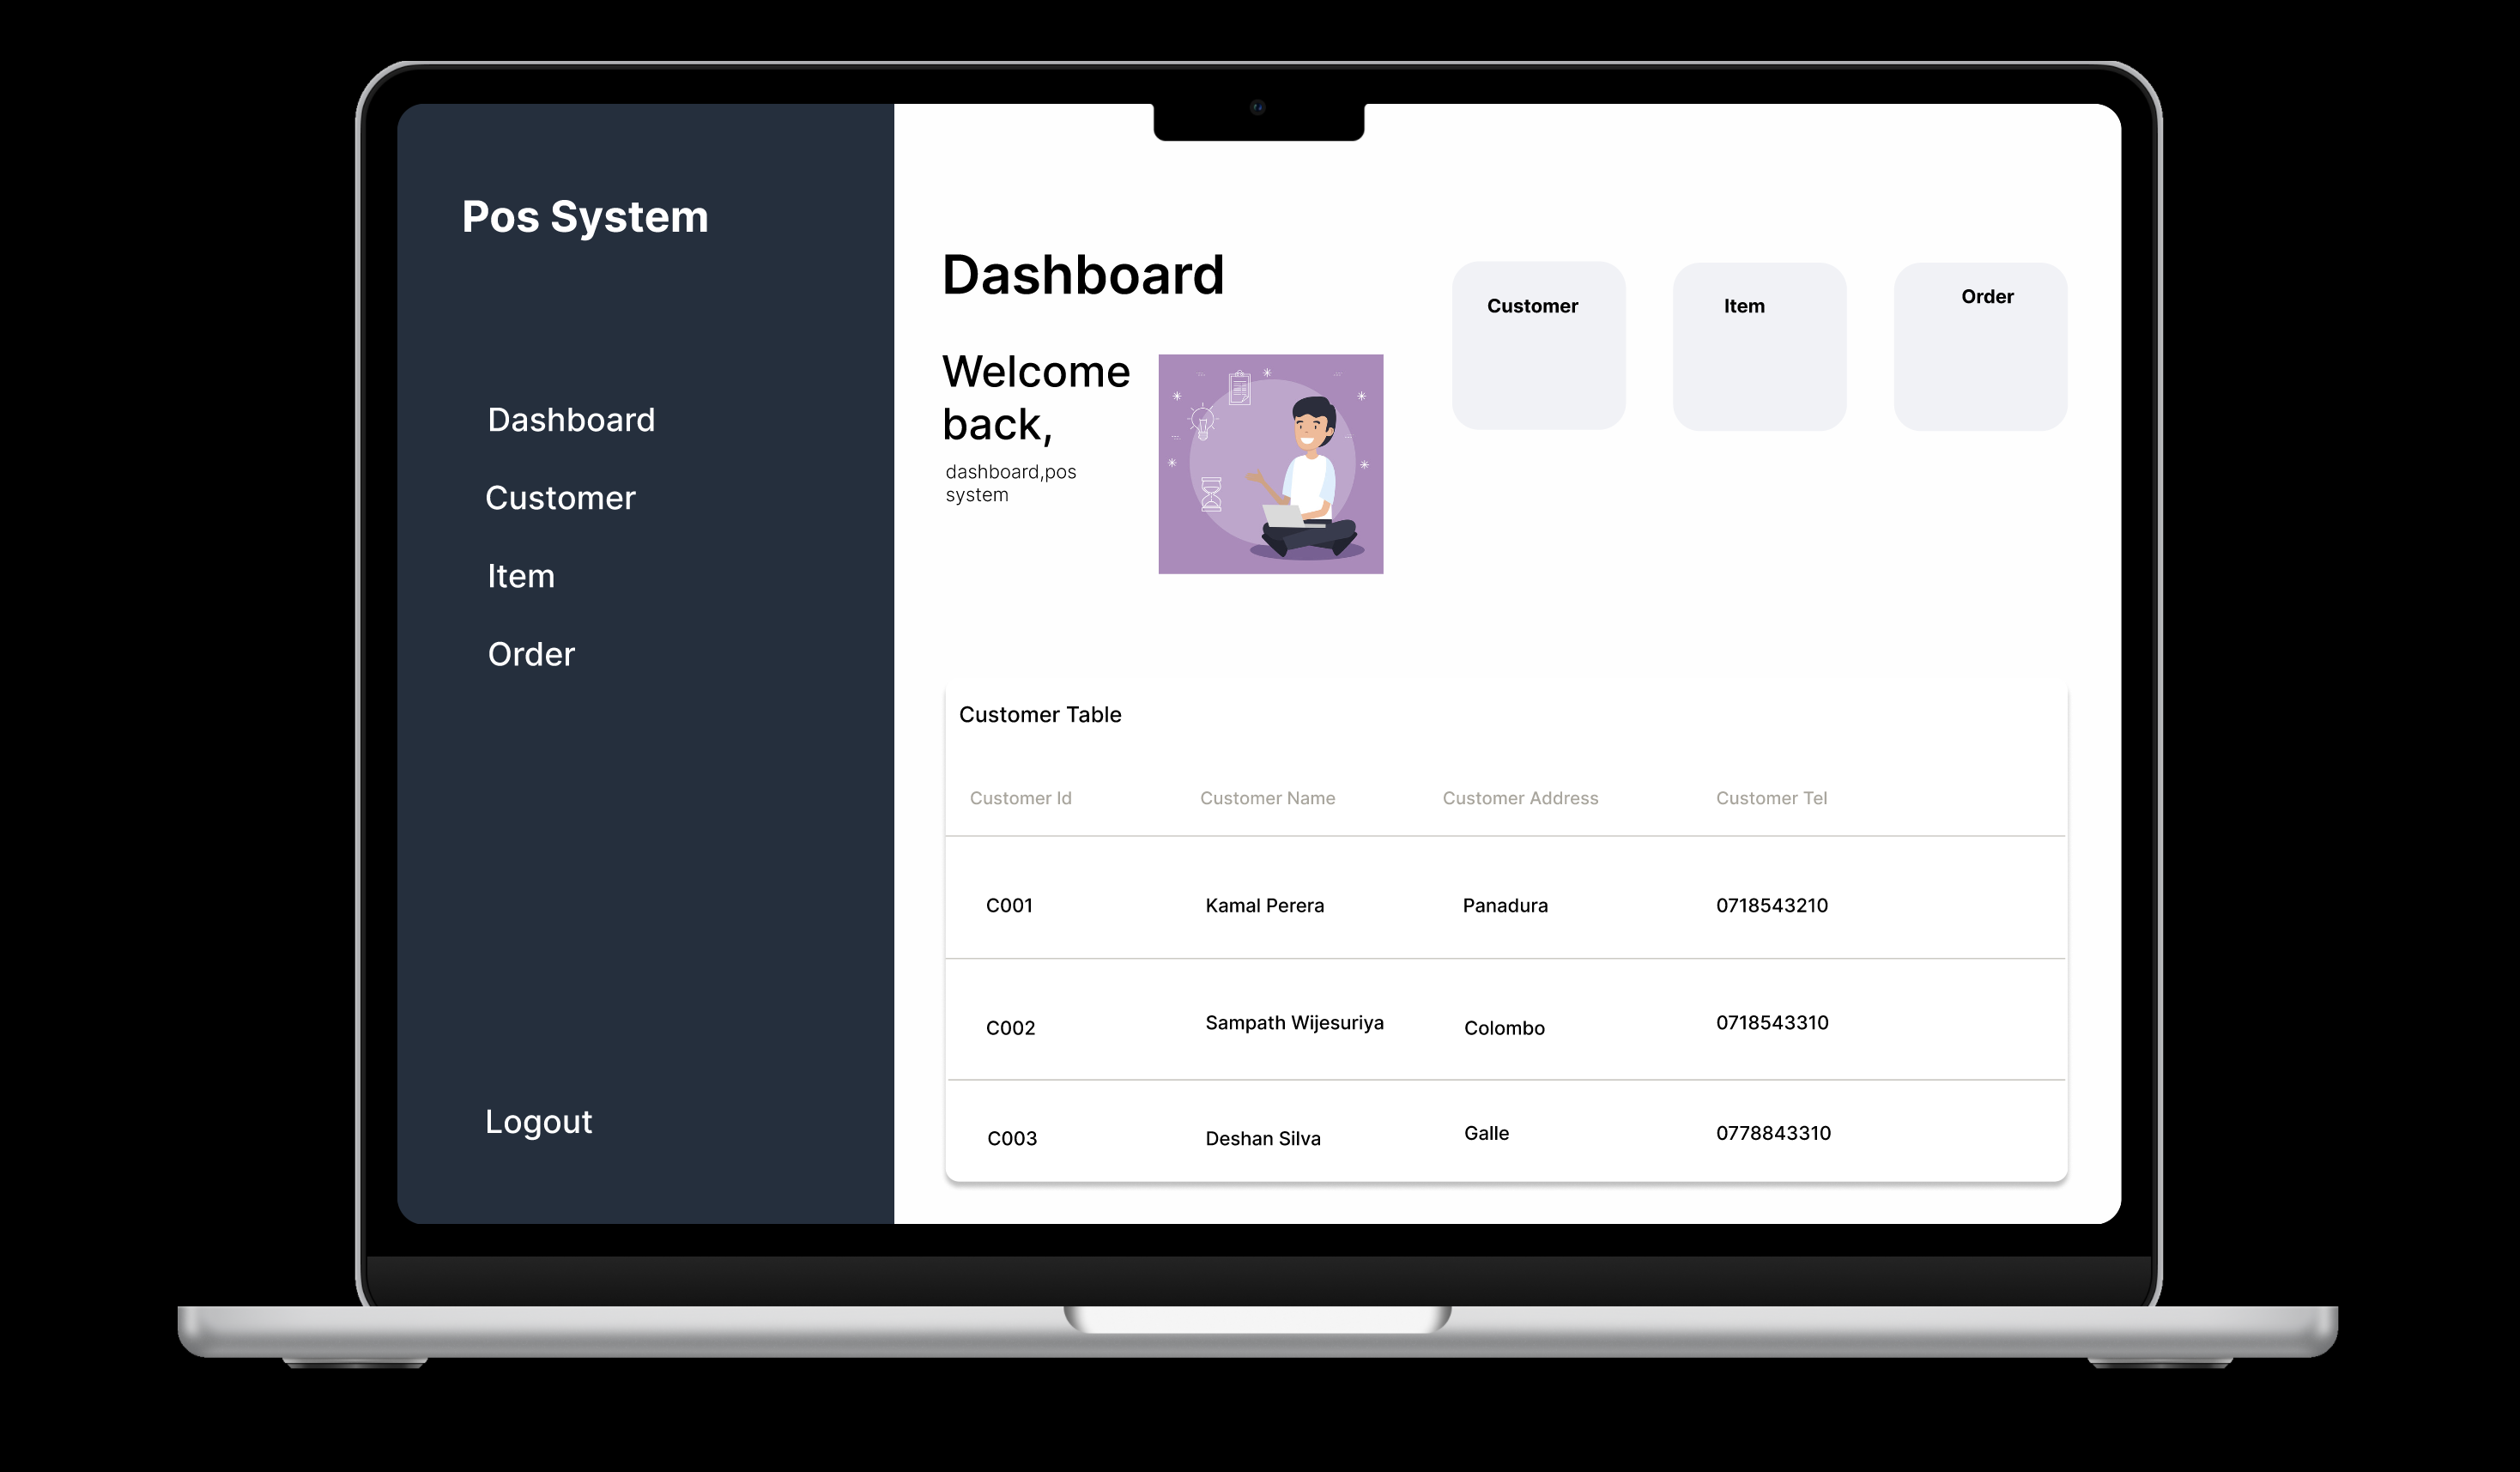 Pos System
Dashboard
Customer
Item
Order
Logout
Dashboard
Welcome
back,
dashboard,pos
system
Customer
Item
Order
Customer Table
Customer Id Customer Name Customer Address Customer Tel
C001 Kamal Perera Panadura 0718543210
C002 Sampath Wijesuriya Colombo 0718543310
C003 Deshan Silva Galle 0778843310